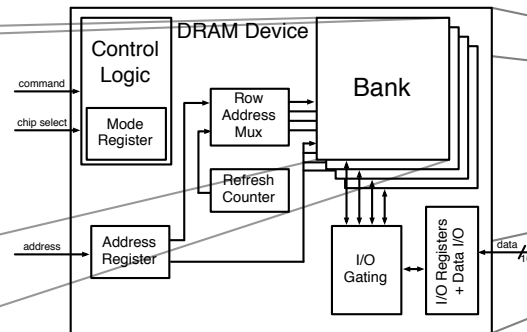 DRAM Device
Control
Logic
Bank
command
chip select
Mode
Register
Row
Address
Mux
Refresh
Counter
address
Address
Register
I/O
Gating
I/O Registers
+ Data I/O
data